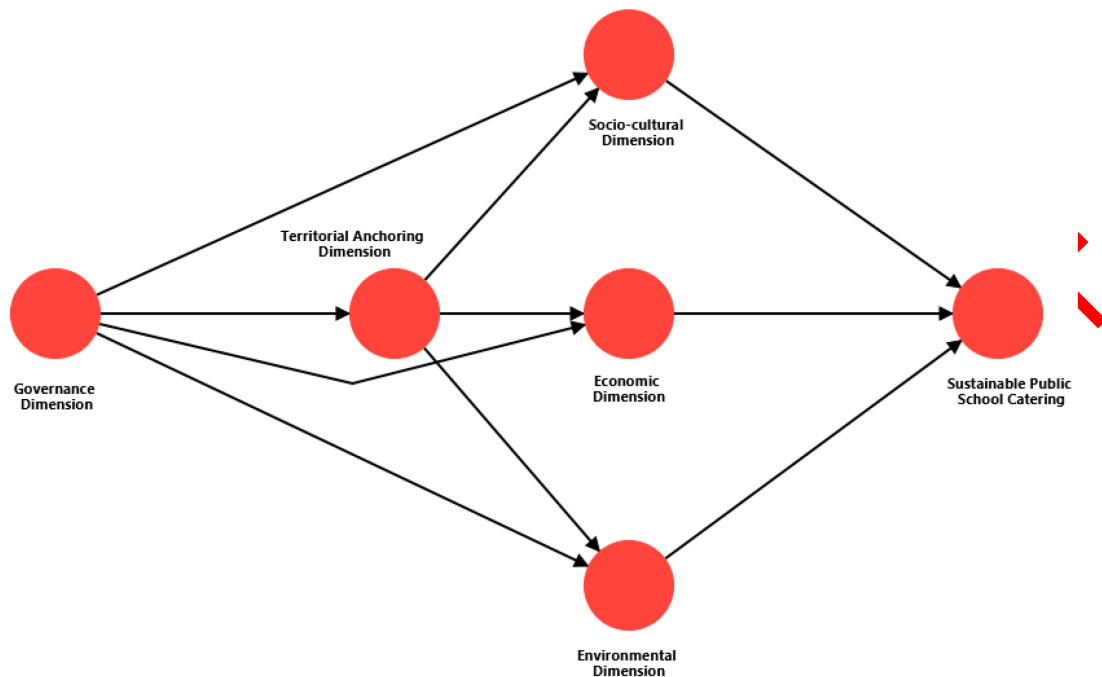 Socio-cultural
Dimension
Territorial Anchoring
Dimension
Governance
Dimension
Economic
Dimension
Sustainable Public
School Catering
Environmental
Dimension